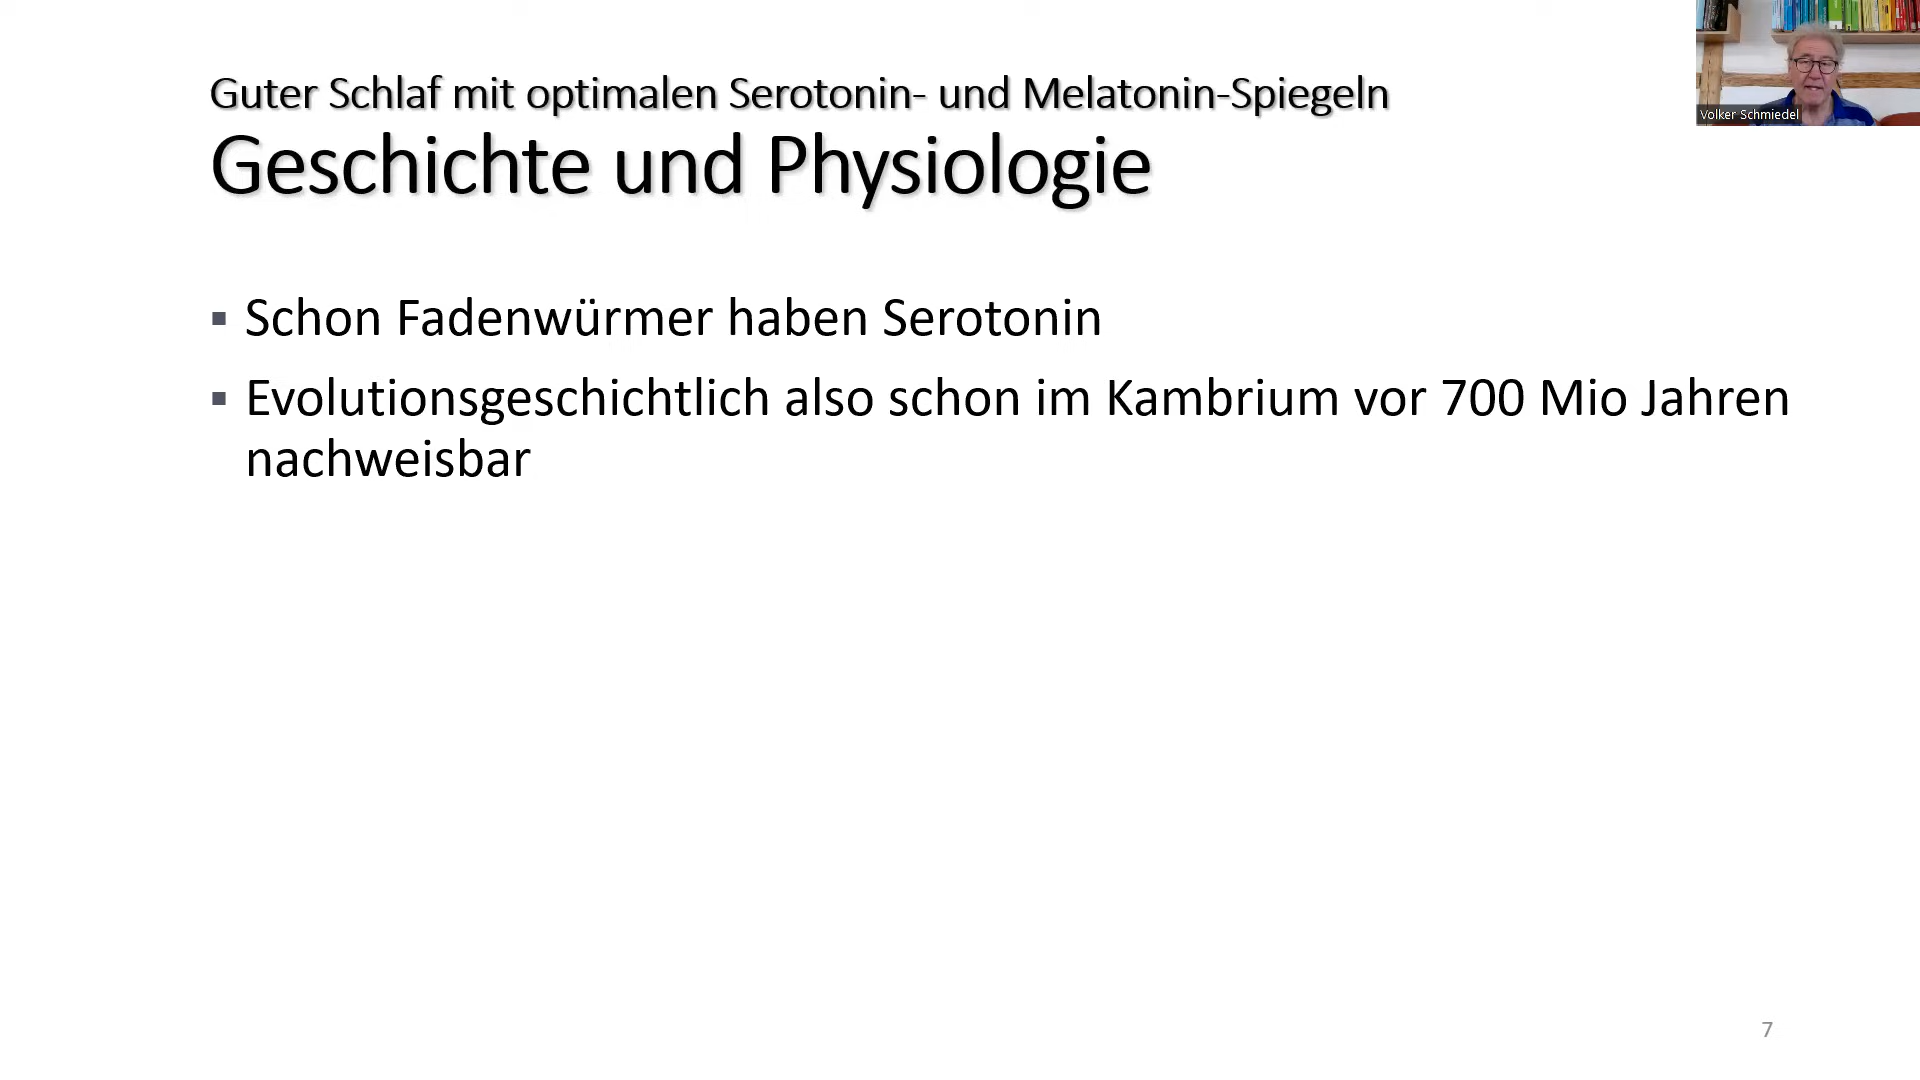 Guter Schlaf mit optimalen Serotonin- und Melatonin-Spiegeln
Geschichte und Physiologie
Volker Schmiedel
▪ Schon Fadenwürmer haben Serotonin
▪ Evolutionsgeschichtlich also schon im Kambrium vor 700 Mio Jahren
nachweisbar
7